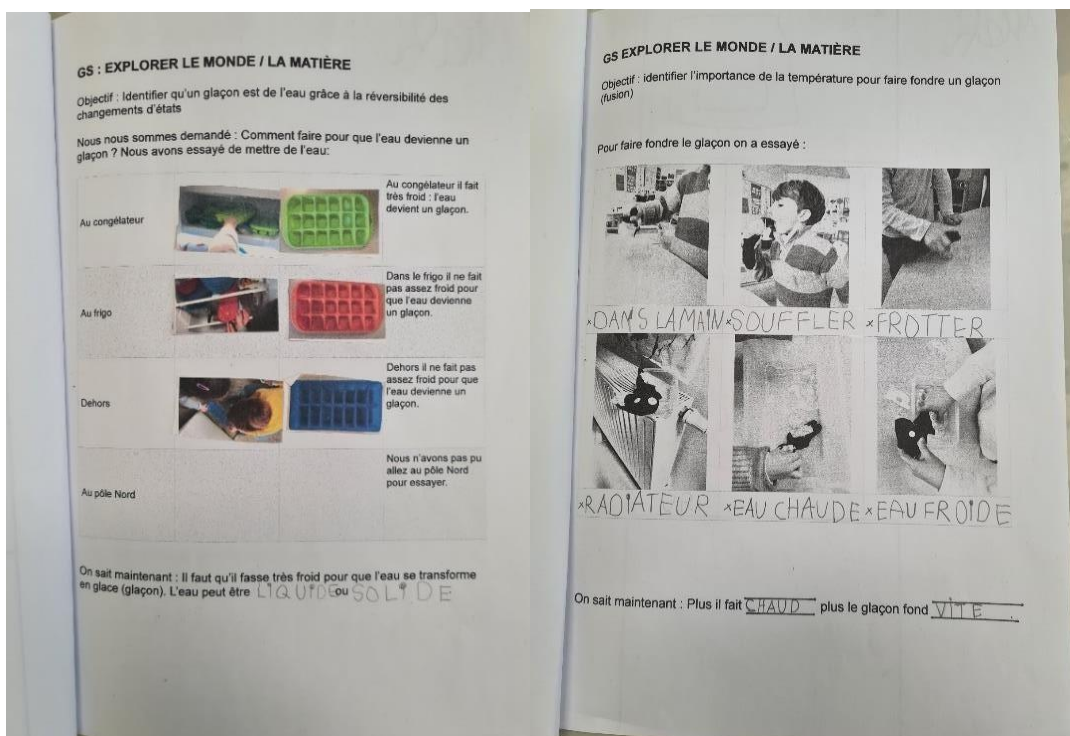 GS : EXPLORER LE MONDE / LA MATIÈRE
Objectif : Identifier qu'un glaçon est de l'eau grâce à la réversibilité des
changements d'états
Nous nous sommes demandé : Comment faire pour que l'eau devienne un
glaçon ? Nous avons essayé de mettre de l'eau:
Au congélateur
Au congélateur il fait
très froid : l'eau
devient un glaçon.
Au frigo
Dans le frigo il ne fait
pas assez froid pour
que l'eau devienne
un glaçon.
Dehors
Dehors il ne fait pas
assez froid pour que
l'eau devienne un
glaçon.
Au pôle Nord
Nous n'avons pas pu
allez au pôle Nord
pour essayer.
On sait maintenant : Il faut qu'il fasse très froid pour que l'eau se transforme
en glace (glaçon). L'eau peut être LIQUIDE ou SOLIDE
GS EXPLORER LE MONDE / LA MATIÈRE
Objectif : identifier l'importance de la température pour faire fondre un glaçon
(fusion)
Pour faire fondre le glaçon on a essayé :
×DANS LA MAIN ×SOUFFLER ×FROTTER
×RADIATEUR ×EAU CHAUDE ×EAU FROIDE
On sait maintenant : Plus il fait CHAUD plus le glaçon fond VITE .